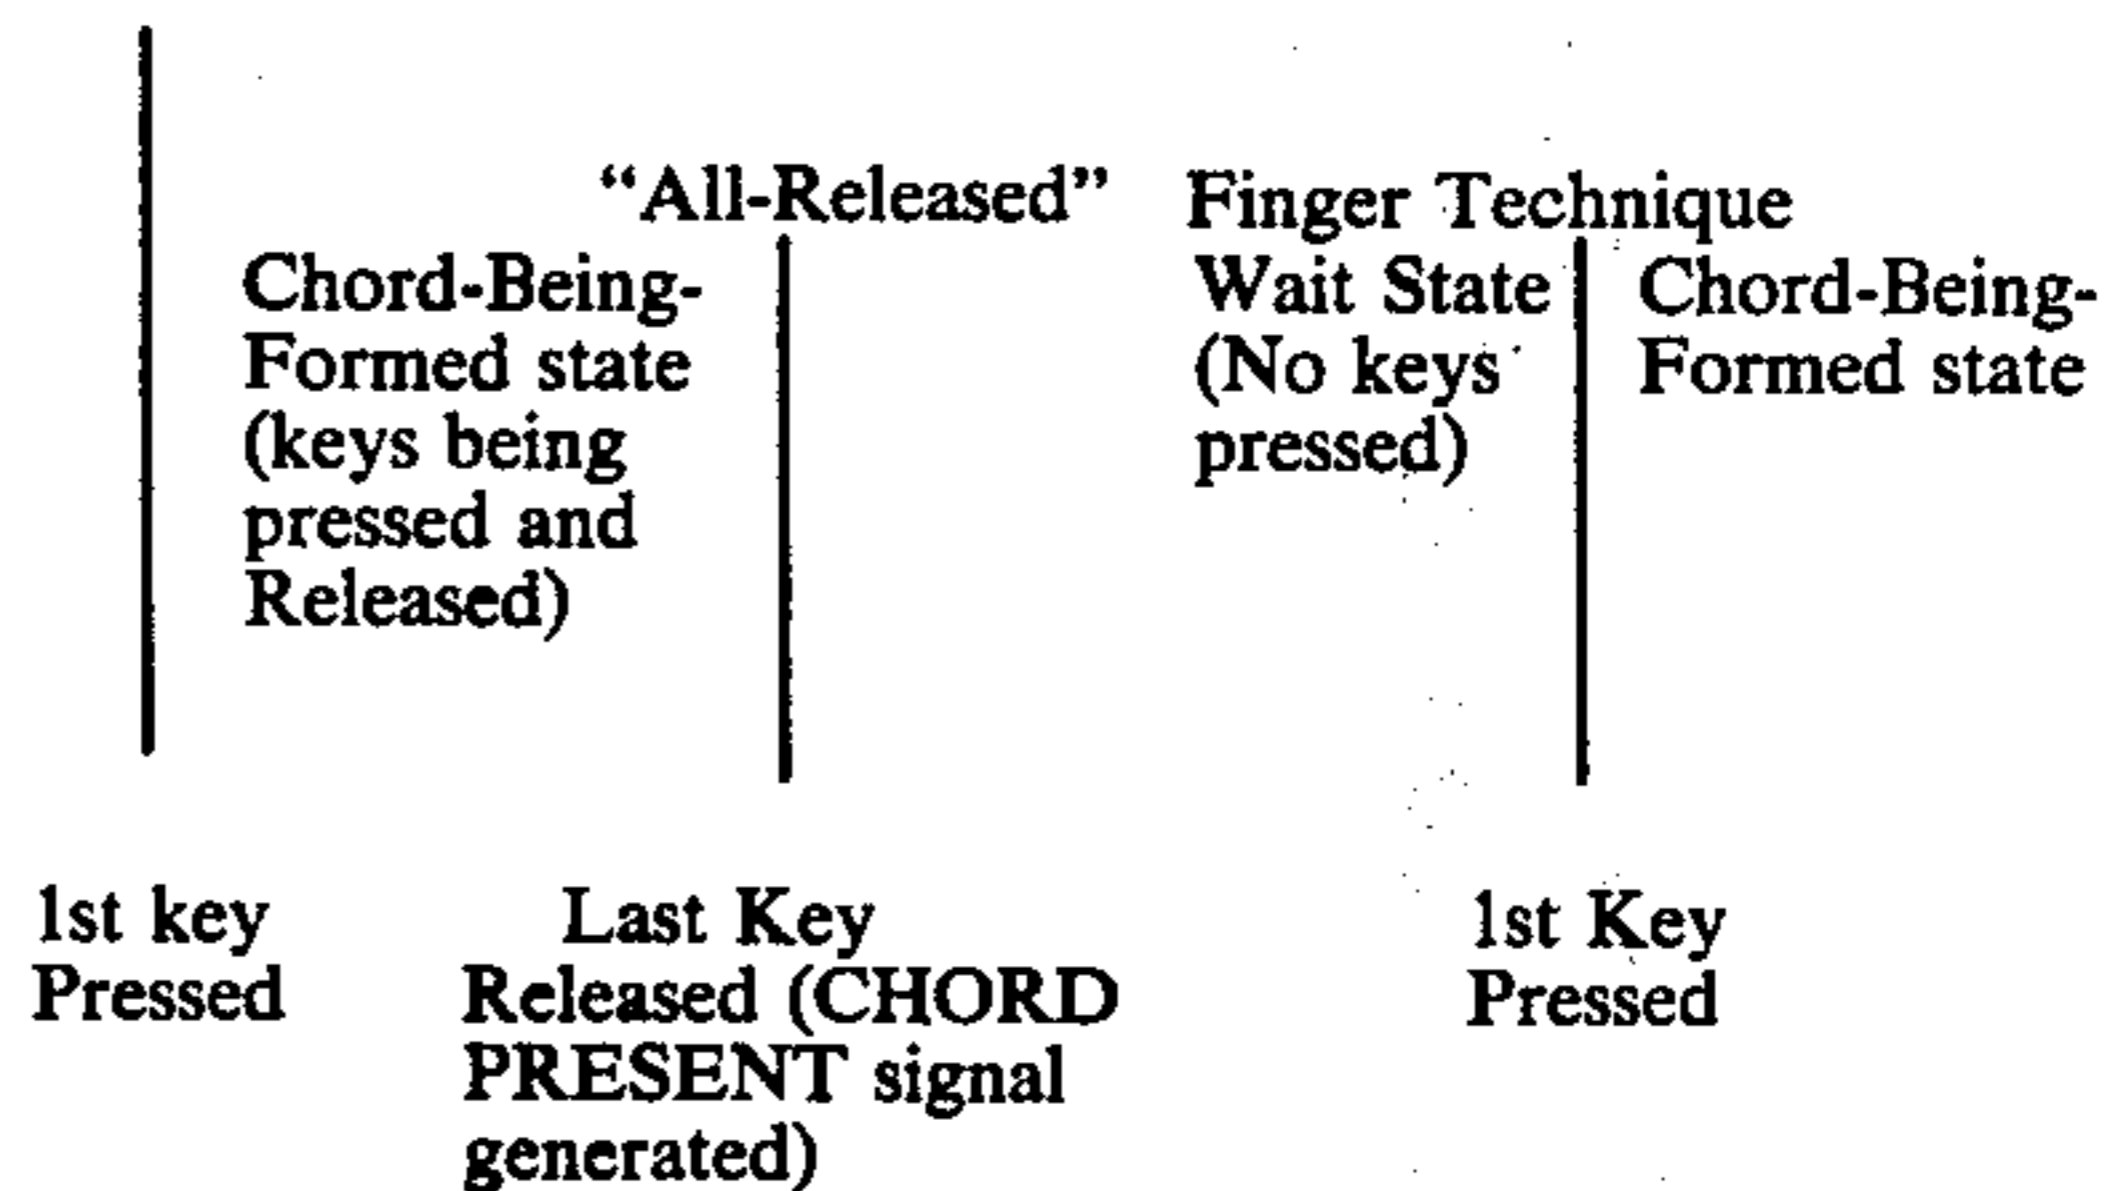 “All-Released” Finger Technique
Chord-Being-
Formed state
(keys being
pressed and
Released)
Wait State
(No keys
pressed)
Chord-Being-
Formed state
1st key
Pressed
Last Key
Released (CHORD
PRESENT signal
generated)
1st Key
Pressed